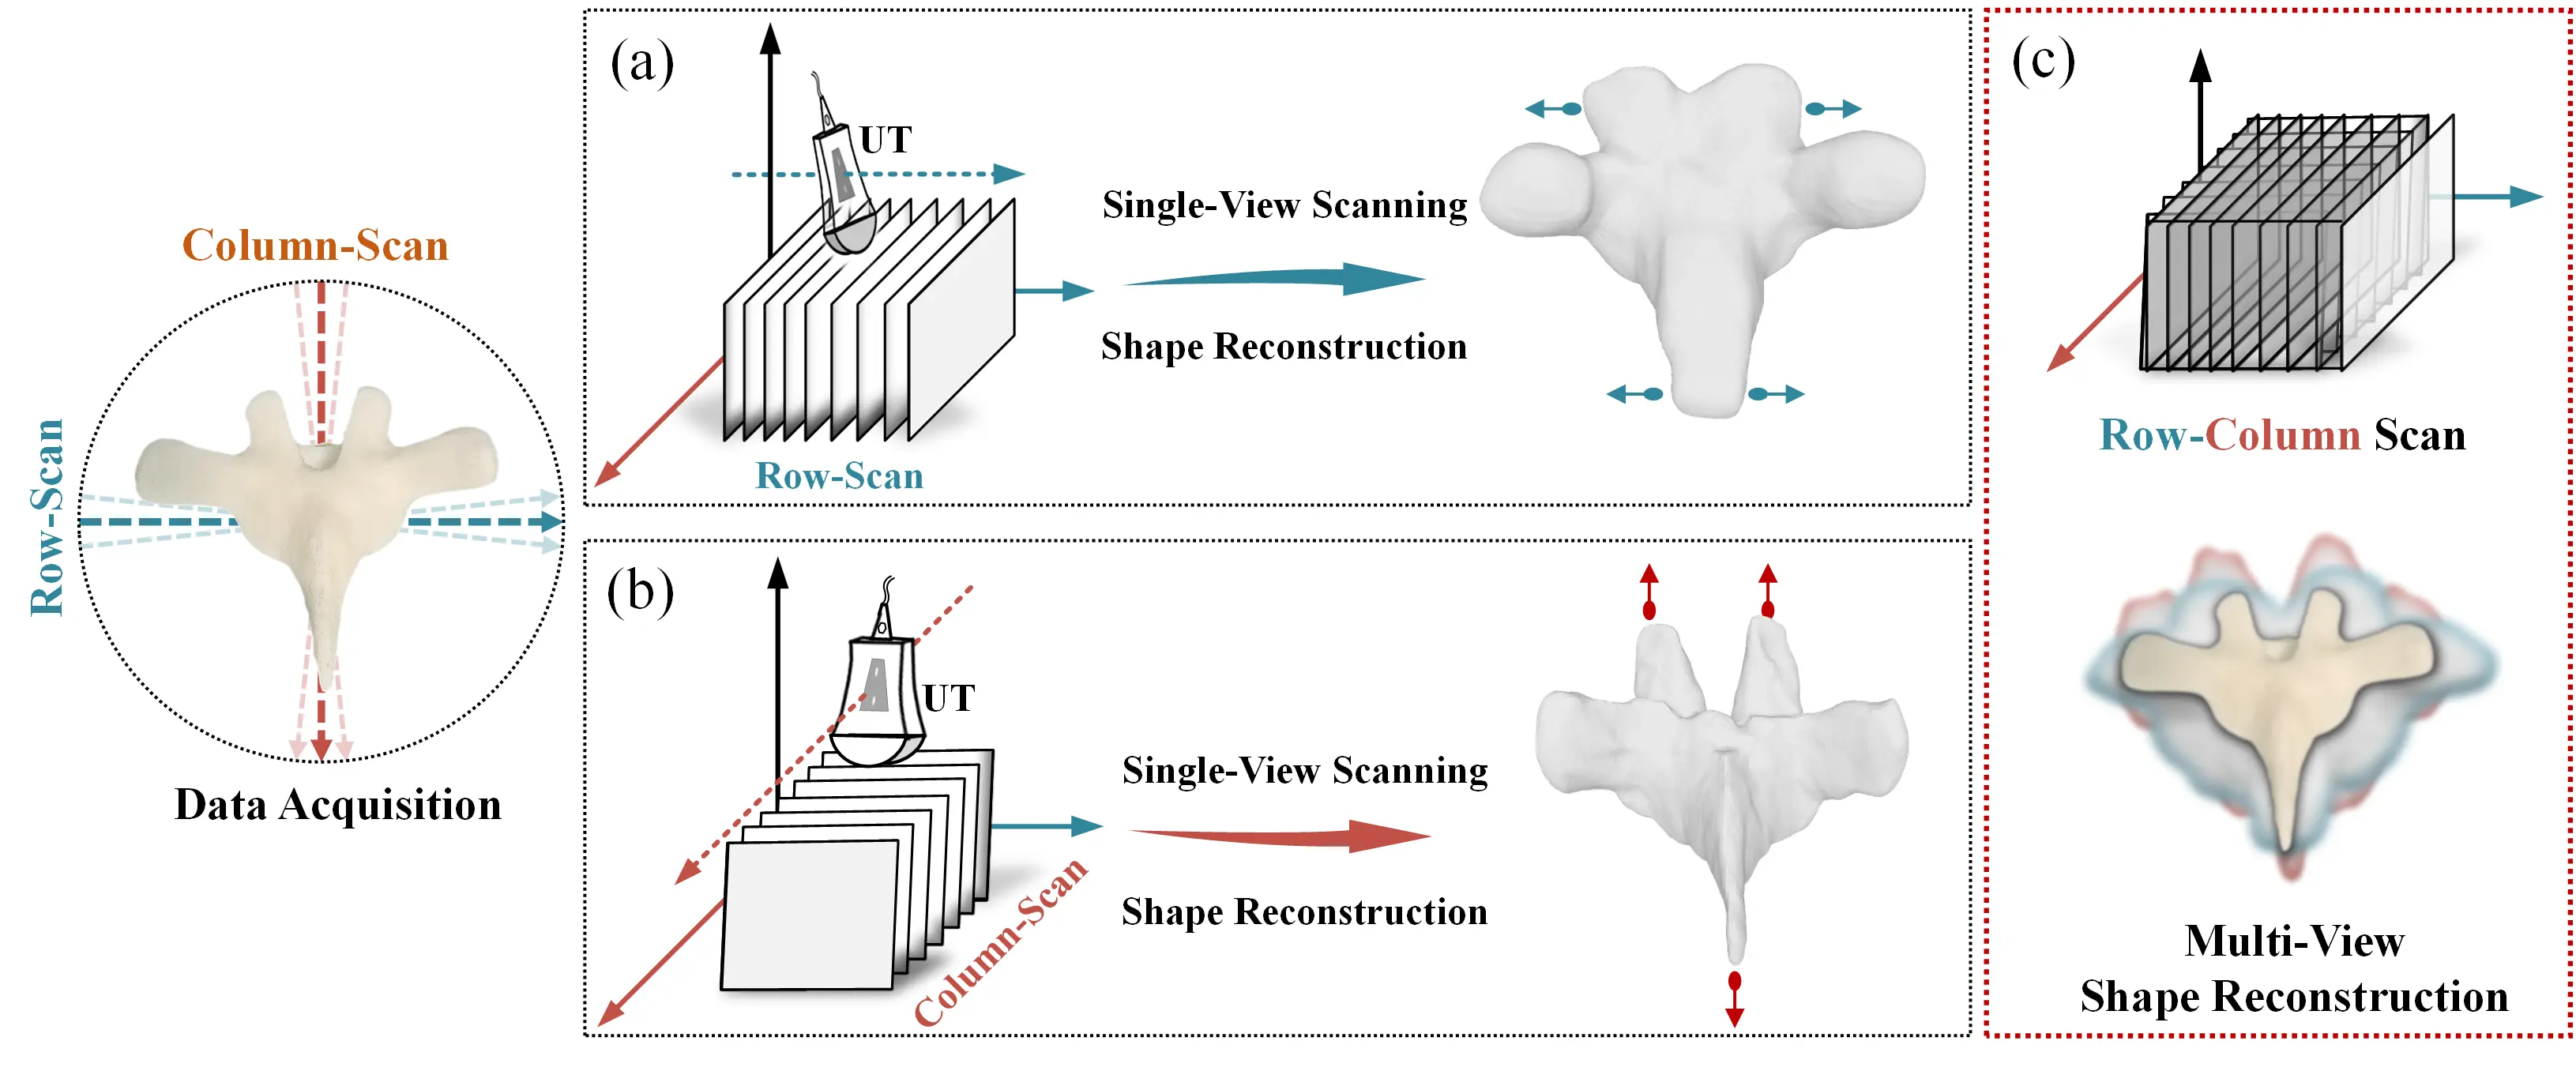 Column-Scan
Row-Scan
Data Acquisition
(a)
UT
Row-Scan
Single-View Scanning
Shape Reconstruction
(b)
UT
Column-Scan
Single-View Scanning
Shape Reconstruction
(c)
Row-Column Scan
Multi-View
Shape Reconstruction